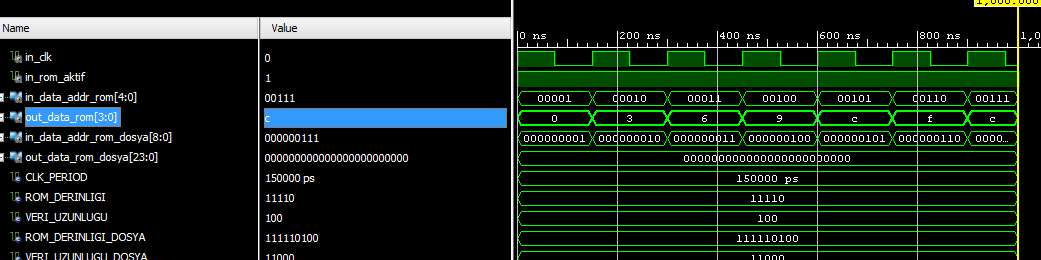 1,000.000
Name Value 0 ns 200 ns 400 ns 600 ns 800 ns 1,0
in_clk 0
in_rom_aktif 1
in_data_addr_rom[4:0] 00111 00001 00010 00011 00100 00101 00110 00111
out_data_rom[3:0] c 0 3 6 9 c f c
in_data_addr_rom_dosya[8:0] 000000111 000000001 000000010 000000011 000000100 000000101 000000110 0000...
out_data_rom_dosya[23:0] 000000000000000000000000 000000000000000000000000
CLK_PERIOD 150000 ps 150000 ps
ROM_DERINLIGI 11110 11110
VERI_UZUNLUGU 100 100
ROM_DERINLIGI_DOSYA 111110100 111110100
VERI_UZUNLUGU_DOSYA 11000 11000